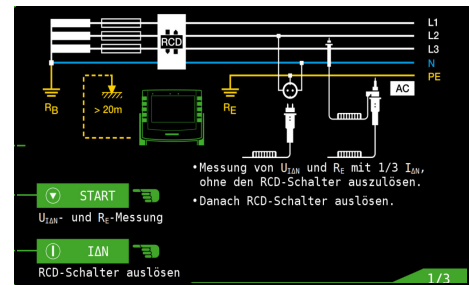 L1
L2
RCD
L3
N
PE
AC
R_B
> 20m
R_E
•Messung von U_IΔN und R_E mit 1/3 I_ΔN,
ohne den RCD-Schalter auszulösen.
•Danach RCD-Schalter auslösen.
START
U_IΔN- und R_E-Messung
IΔN
RCD-Schalter auslösen
1/3